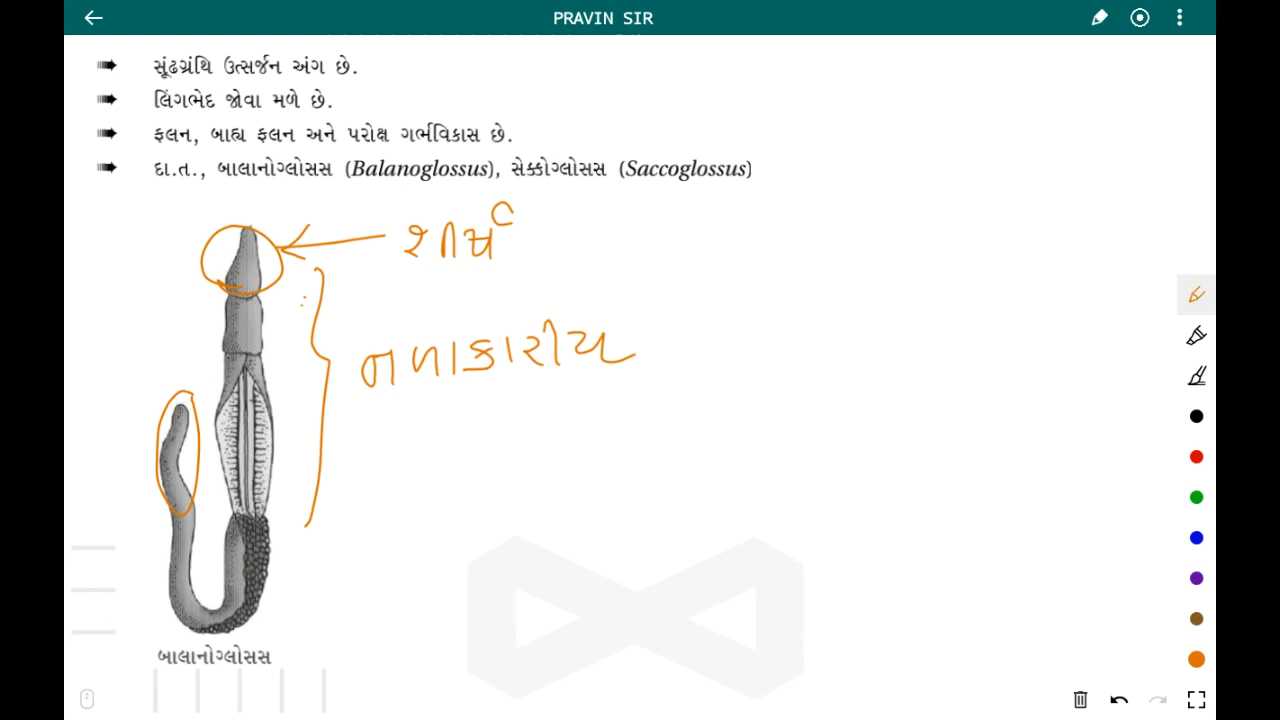 PRAVIN SIR
સૂંઢગ્રંથિ ઉત્સર્જન અંગ છે.
લિંગભેદ જોવા મળે છે.
ફલન, બાહ્ય ફલન અને પરોક્ષ ગર્ભવિકાસ છે.
દા.ત., બાલાનોગ્લોસસ (Balanoglossus), સેક્કોગ્લોસસ (Saccoglossus)
નળાકારીય
બાલાનોગ્લોસસ